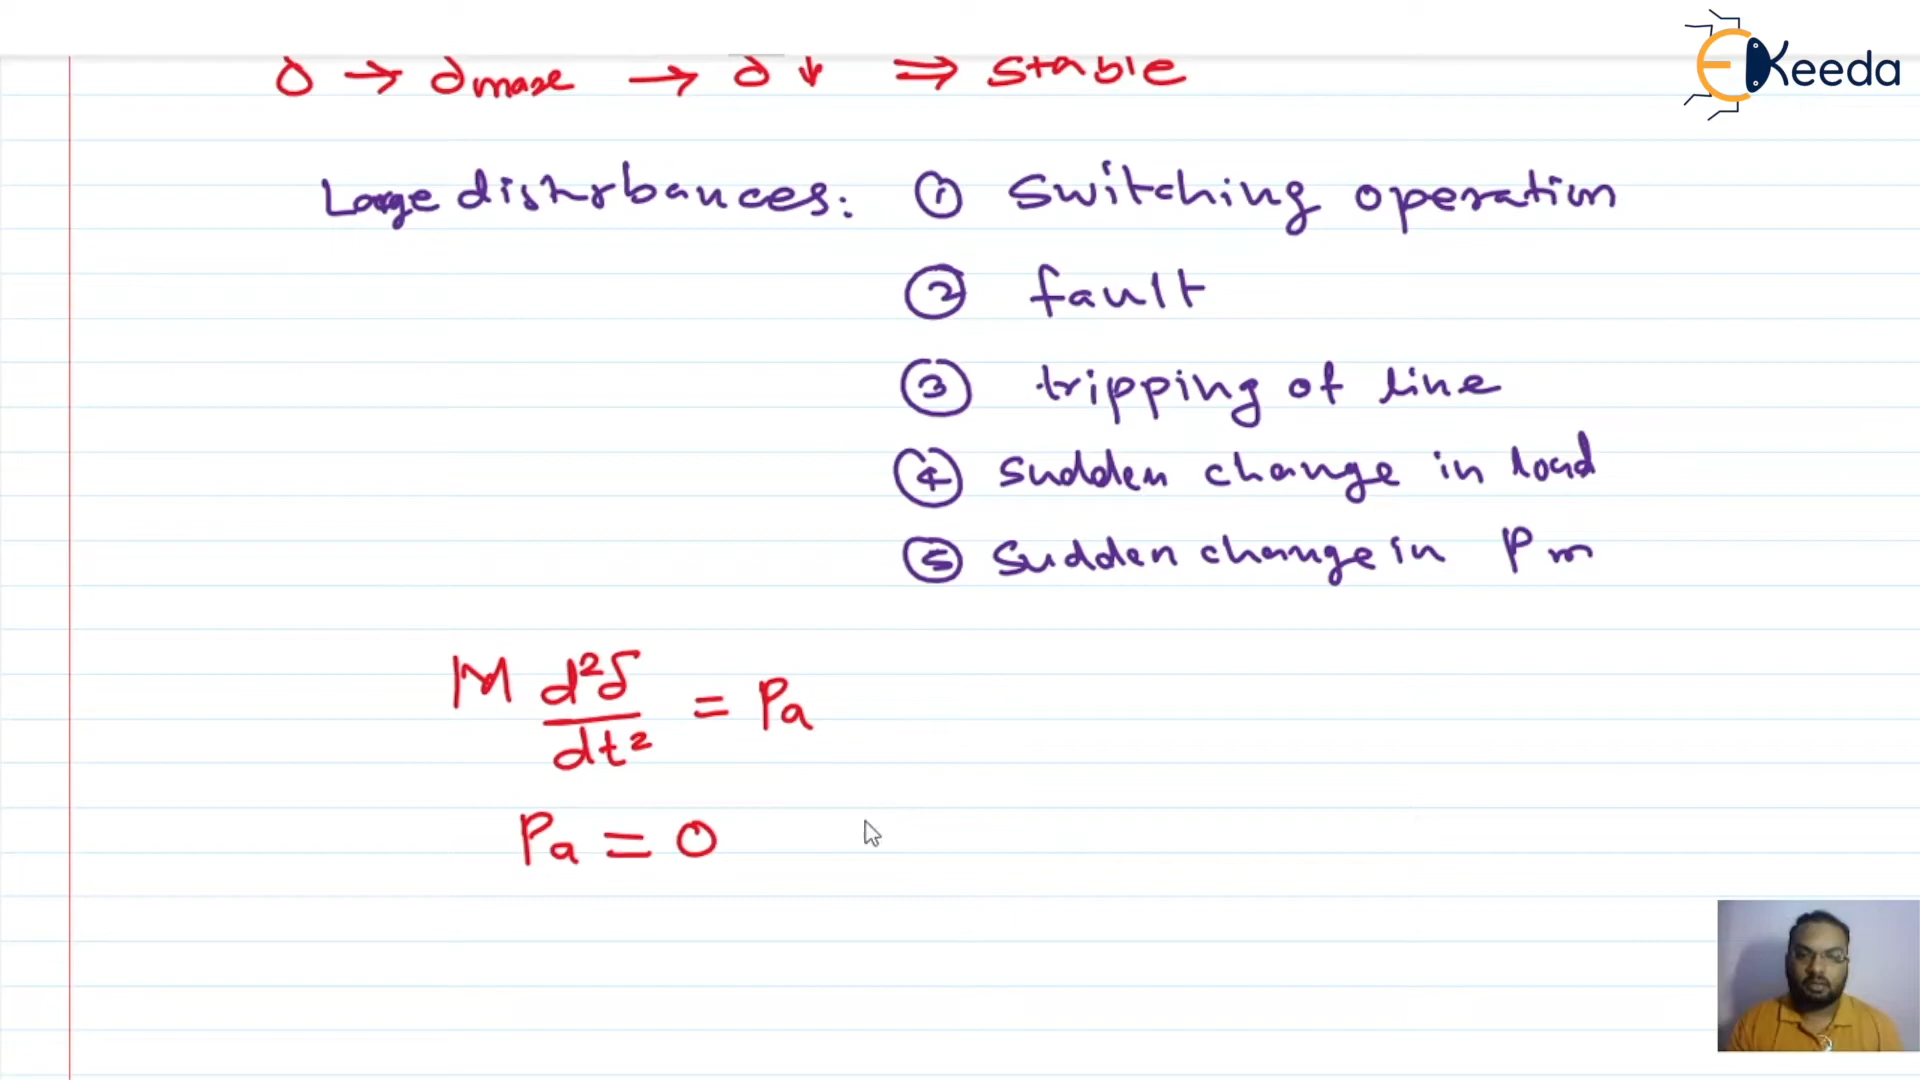 δ → δmax → δ ↓ ⇒ stable
EKeeda
Large disturbances: ① Switching operation
② fault
③ tripping of line
④ sudden change in load
⑤ sudden change in Pm
M d²δ/dt² = Pa
Pa = 0